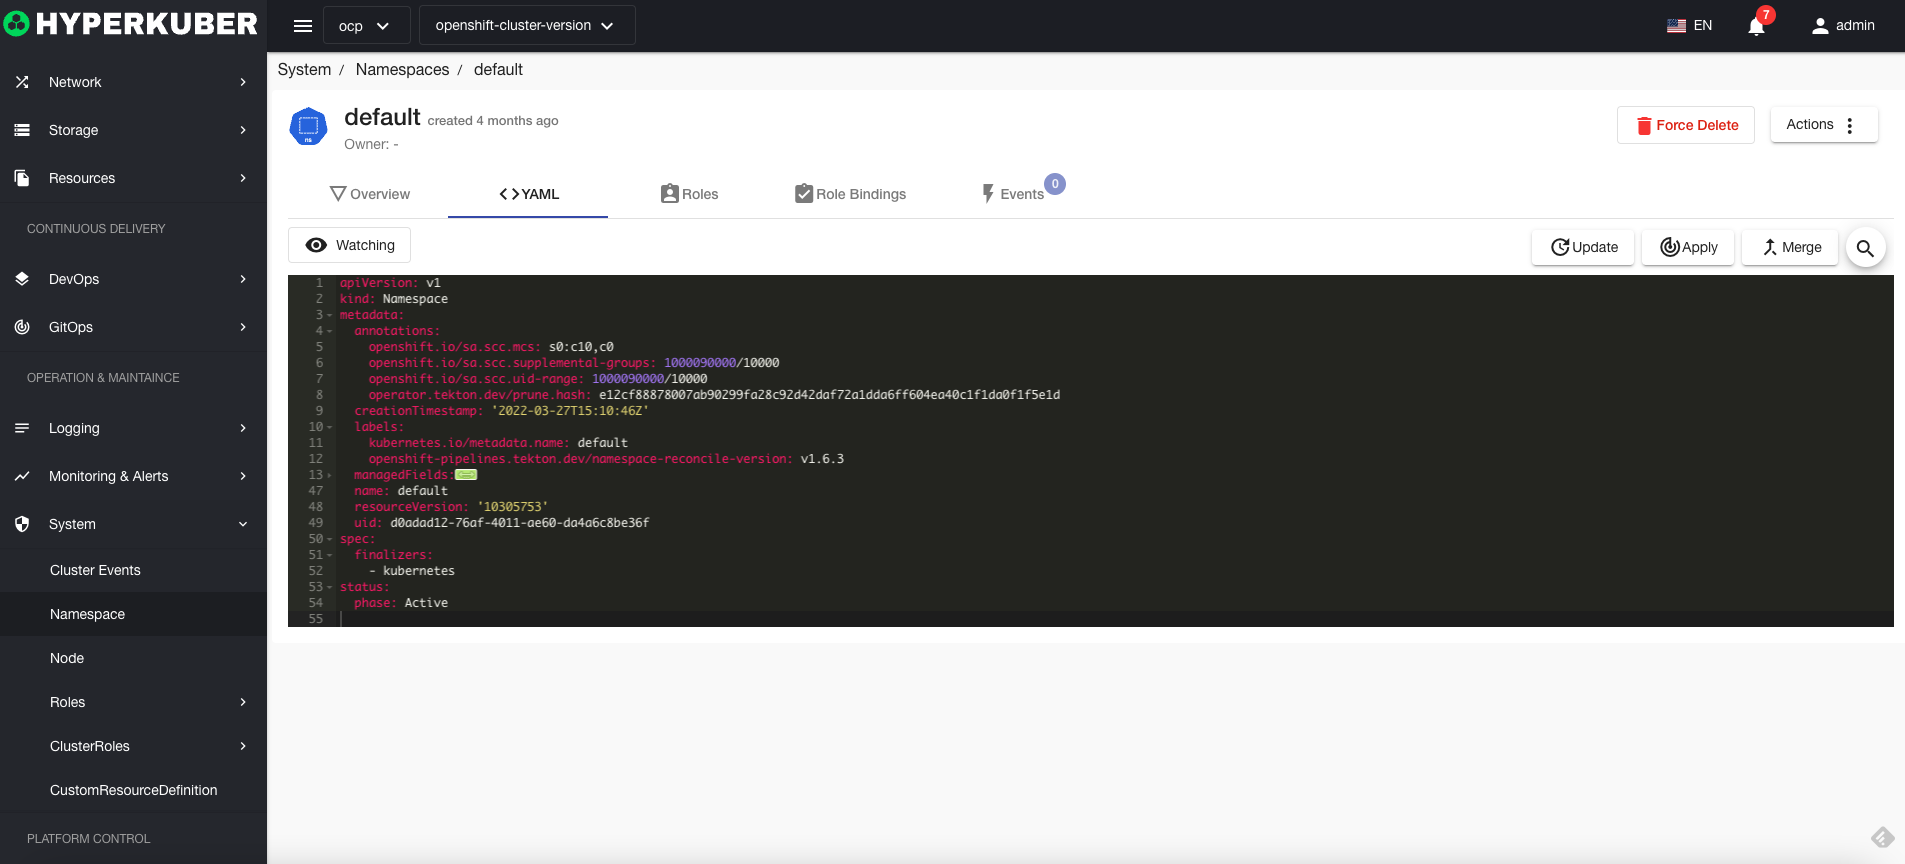 HYPERKUBER
ocp
openshift-cluster-version
EN
7
admin
Network
Storage
Resources
CONTINUOUS DELIVERY
DevOps
GitOps
OPERATION & MAINTAINCE
Logging
Monitoring & Alerts
System
Cluster Events
Namespace
Node
Roles
ClusterRoles
CustomResourceDefinition
PLATFORM CONTROL
System / Namespaces / default
ns
default created 4 months ago
Owner: -
Force Delete
Actions
Overview
YAML
Roles
Role Bindings
Events
0
Watching
Update
Apply
Merge
1 apiVersion: v1
2 kind: Namespace
3 metadata:
4 annotations:
5 openshift.io/sa.scc.mcs: s0:c10,c0
6 openshift.io/sa.scc.supplemental-groups: 1000090000/10000
7 openshift.io/sa.scc.uid-range: 1000090000/10000
8 operator.tekton.dev/prune.hash: e12cf88878007ab90299fa28c92d42daf72a1dda6ff604ea40c1f1da0f1f5e1d
9 creationTimestamp: '2022-03-27T15:10:46Z'
10 labels:
11 kubernetes.io/metadata.name: default
12 openshift-pipelines.tekton.dev/namespace-reconcile-version: v1.6.3
13 managedFields:
47 name: default
48 resourceVersion: '10305753'
49 uid: d0adad12-76af-4011-ae60-da4a6c8be36f
50 spec:
51 finalizers:
52 - kubernetes
53 status:
54 phase: Active
55